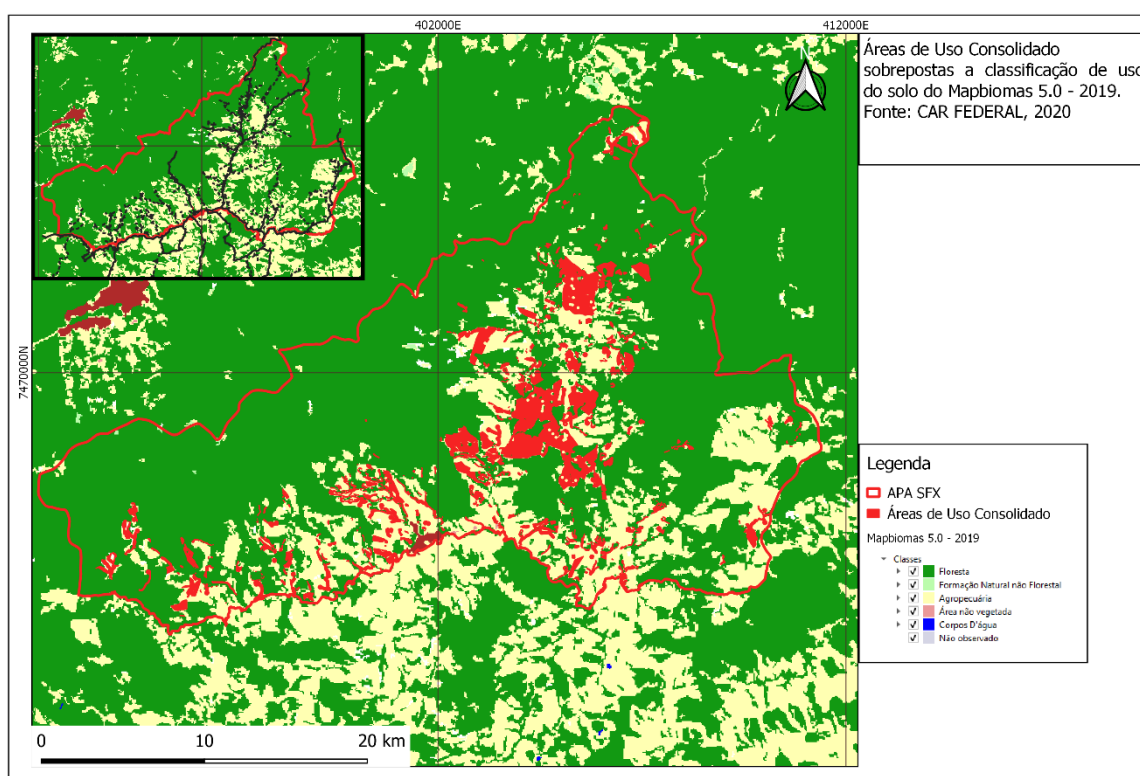 402000E
412000E
7470000N
N
Áreas de Uso Consolidado
sobrepostas a classificação de uso
do solo do Mapbiomas 5.0 - 2019.
Fonte: CAR FEDERAL, 2020
Legenda
APA SFX
Áreas de Uso Consolidado
Mapbiomas 5.0 - 2019
Classes
Floresta
Formação Natural não Florestal
Agropecuária
Área não vegetada
Corpos D'água
Não observado
0 10 20 km